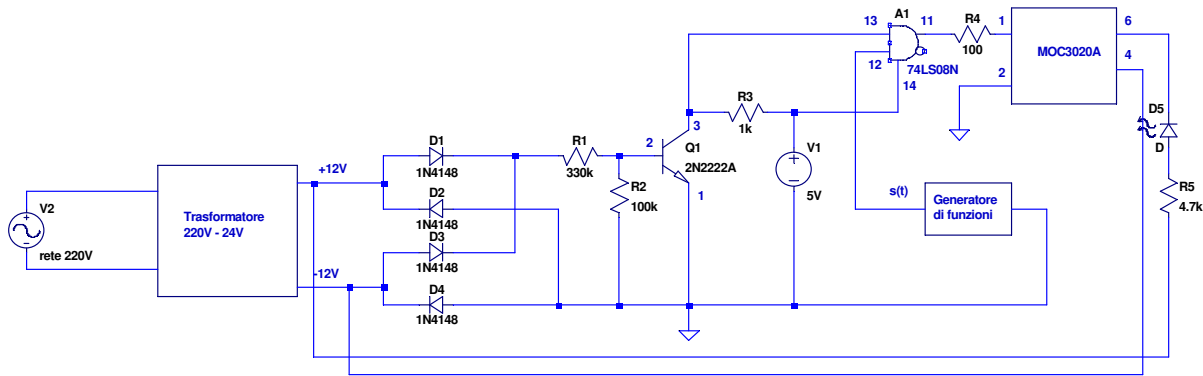 V2
rete 220V
Trasformatore
220V - 24V
+12V
-12V
D1
1N4148
D2
1N4148
D3
1N4148
D4
1N4148
R1
330k
R2
100k
2
3
Q1
2N2222A
1
R3
1k
V1
5V
13
12
A1
11
74LS08N
14
R4
100
1
2
MOC3020A
6
4
s(t)
Generatore
di funzioni
D5
D
R5
4.7k